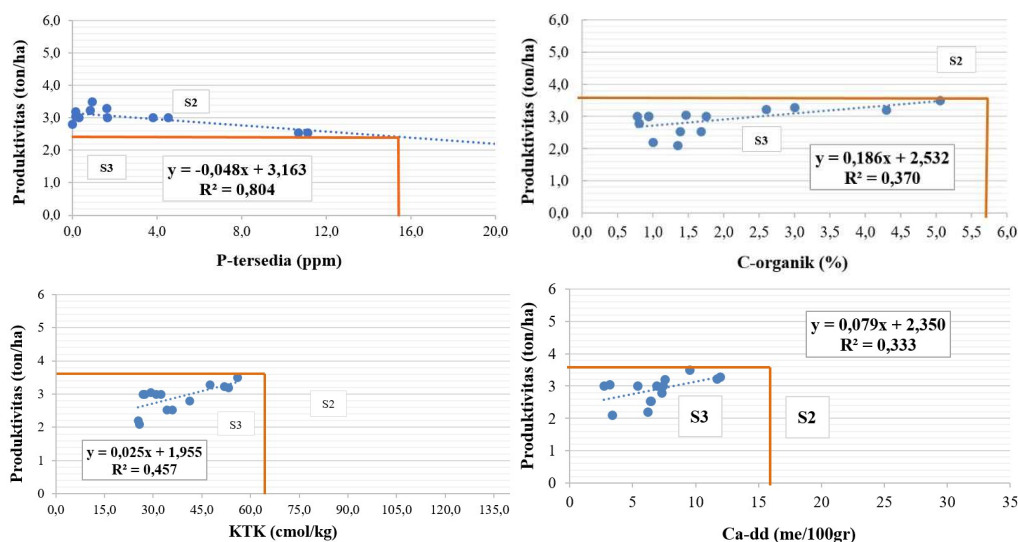 Produktivitas (ton/ha)
6,0
5,0
4,0
3,0
2,0
1,0
0,0
S2
S3
y = -0,048x + 3,163
R² = 0,804
0,0 4,0 8,0 12,0 16,0 20,0
P-tersedia (ppm)
Produktivitas (ton/ha)
6,0
5,0
4,0
3,0
2,0
1,0
0,0
S2
S3
y = 0,186x + 2,532
R² = 0,370
0,0 0,5 1,0 1,5 2,0 2,5 3,0 3,5 4,0 4,5 5,0 5,5 6,0
C-organik (%)
Produktivitas (ton/ha)
6
5
4
3
2
1
0
S2
S3
y = 0,025x + 1,955
R² = 0,457
0,0 15,0 30,0 45,0 60,0 75,0 90,0 105,0 120,0 135,0
KTK (cmol/kg)
Produktivitas (ton/ha)
6
5
4
3
2
1
0
y = 0,079x + 2,350
R² = 0,333
S3 S2
0 5 10 15 20 25 30 35
Ca-dd (me/100gr)